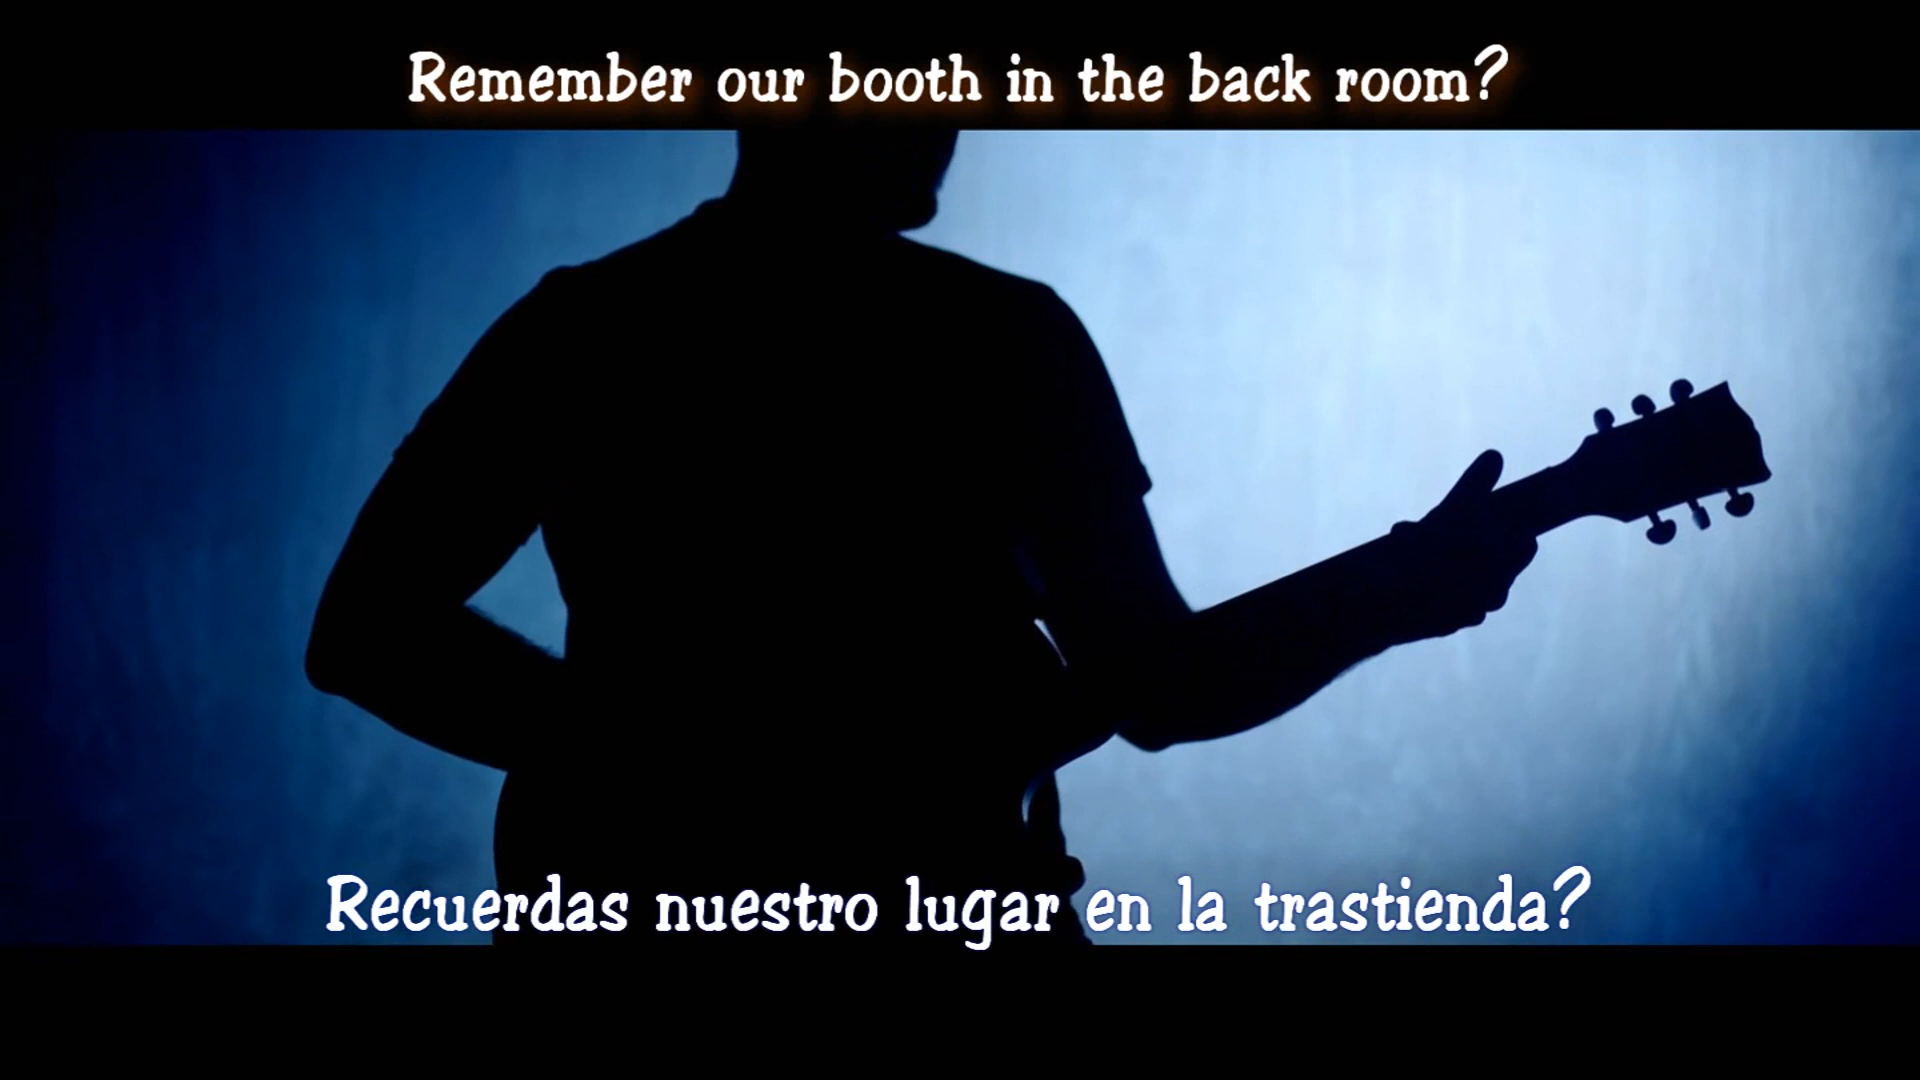 Remember our booth in the back room?
Recuerdas nuestro lugar en la trastienda?